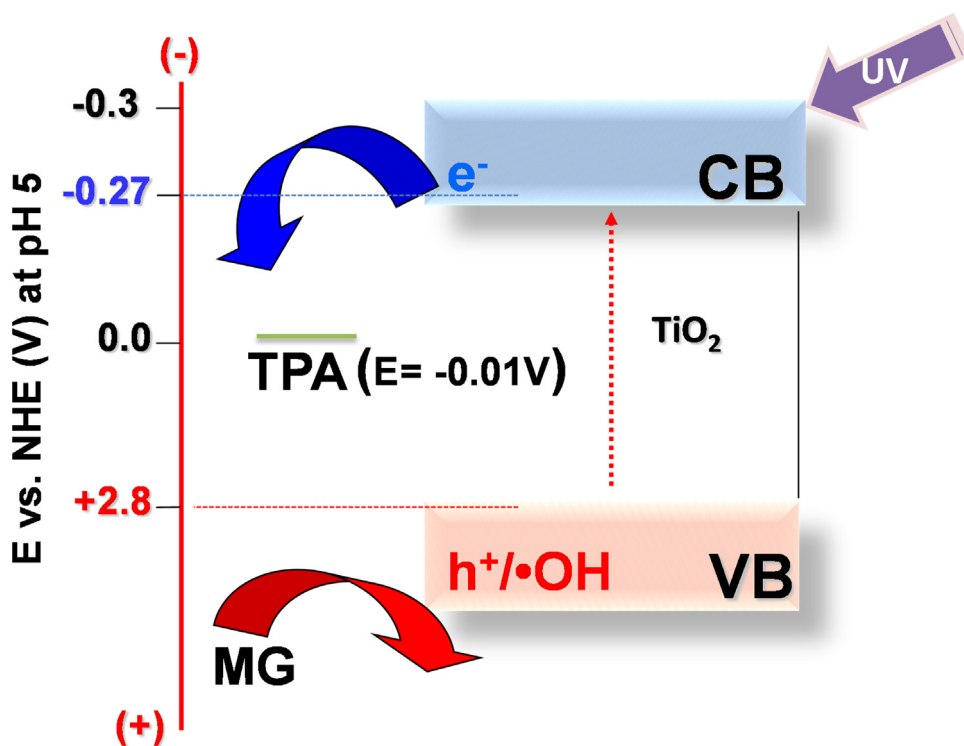 E vs. NHE (V) at pH 5
(-)
-0.3
-0.27
0.0
+2.8
(+)
UV
e⁻
CB
TiO₂
TPA (E= -0.01V)
h⁺/•OH
VB
MG